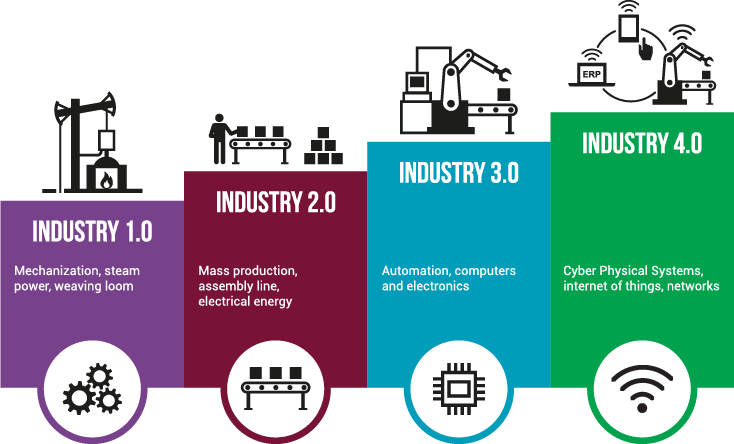 ERP
INDUSTRY 1.0
Mechanization, steam
power, weaving loom
INDUSTRY 2.0
Mass production,
assembly line,
electrical energy
INDUSTRY 3.0
Automation, computers
and electronics
INDUSTRY 4.0
Cyber Physical Systems,
internet of things, networks